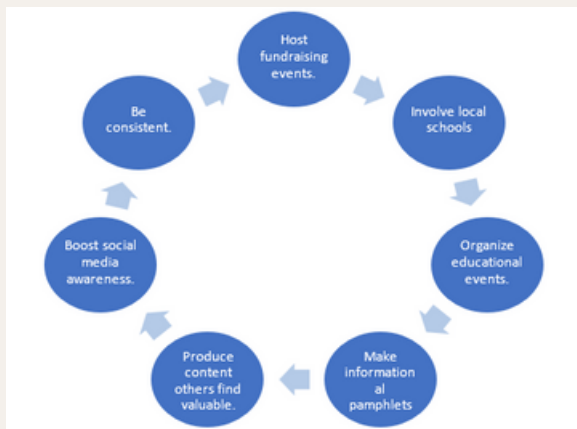 Host
fundraising
events.
Involve local
schools
Organize
educational
events.
Make
information
al
pamphlets
Produce
content
others find
valuable.
Boost social
media
awareness.
Be
consistent.